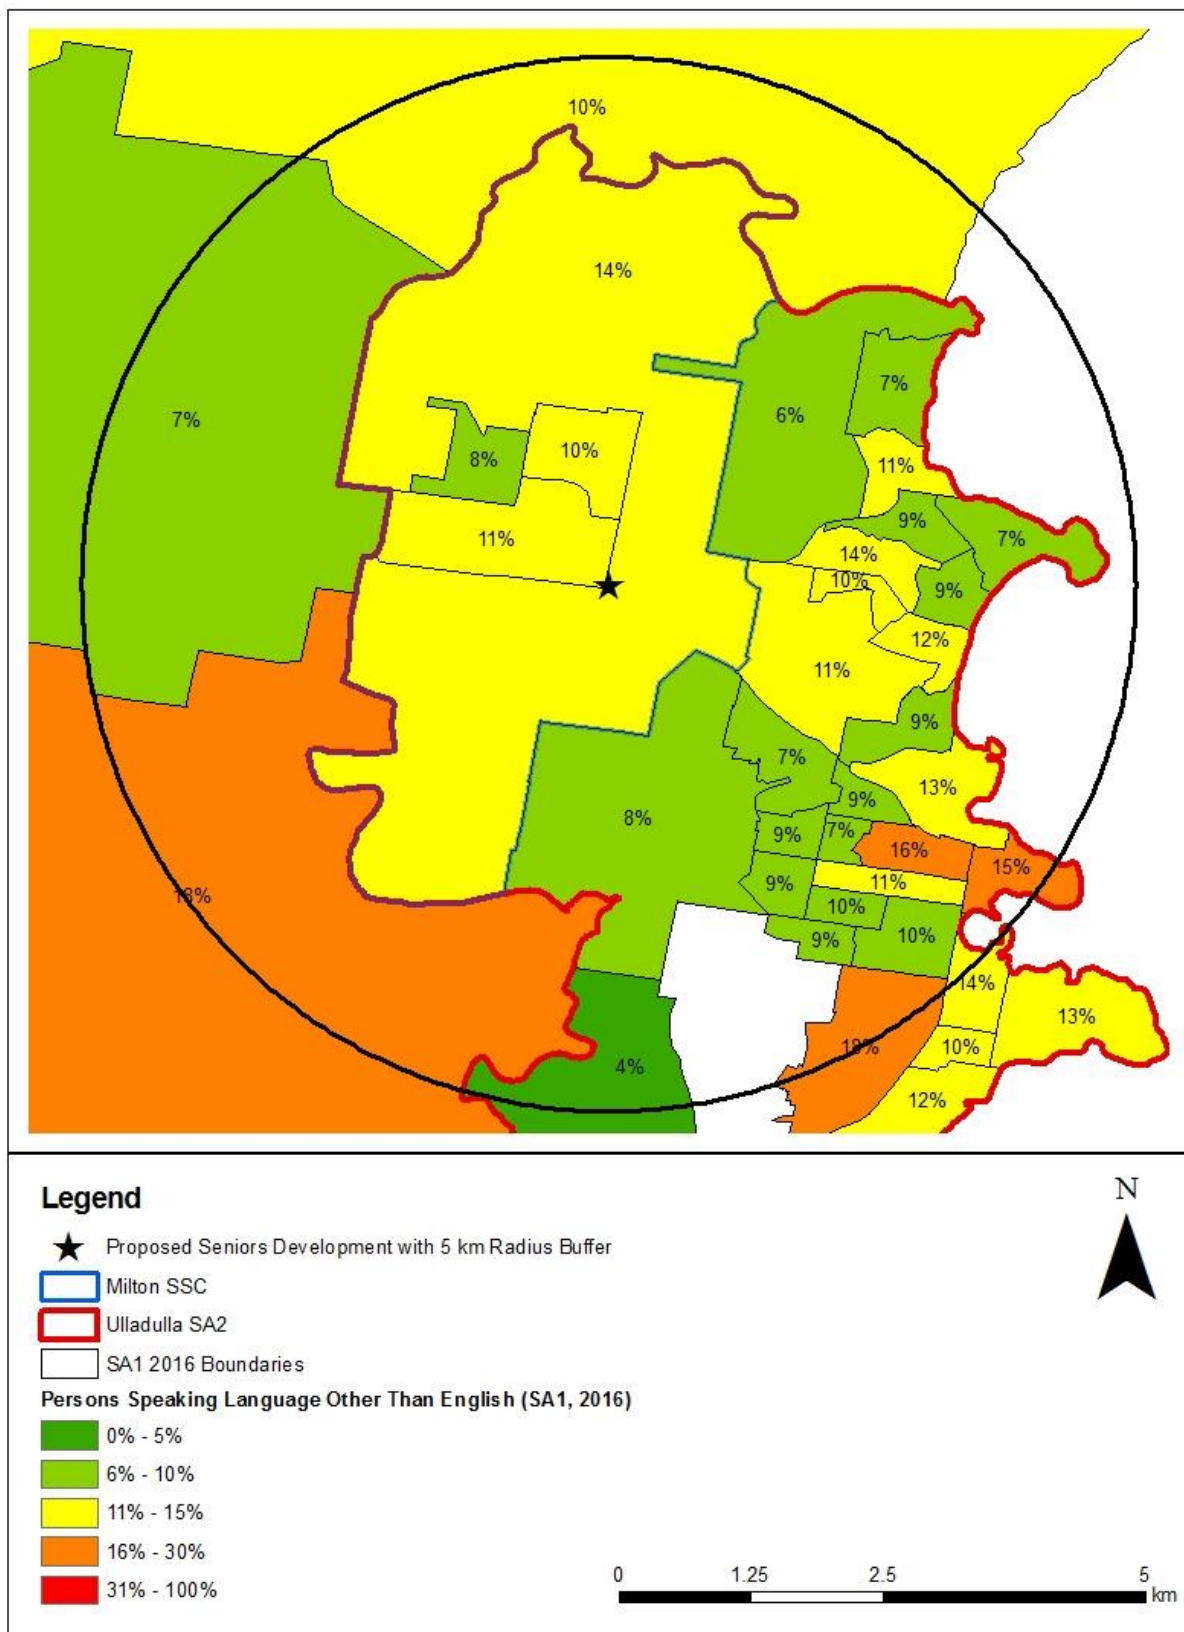 10%
14%
7%
7%
6%
8%
10%
11%
11%
9%
7%
14%
10%
9%
12%
11%
9%
7%
13%
9%
8%
9%
7%
16%
15%
9%
11%
10%
9%
10%
14%
13%
10%
4%
12%
Legend
N
Proposed Seniors Development with 5 km Radius Buffer
Milton SSC
Ulladulla SA2
SA1 2016 Boundaries
Persons Speaking Language Other Than English (SA1, 2016)
0% - 5%
6% - 10%
11% - 15%
16% - 30%
31% - 100%
0 1.25 2.5 5
km